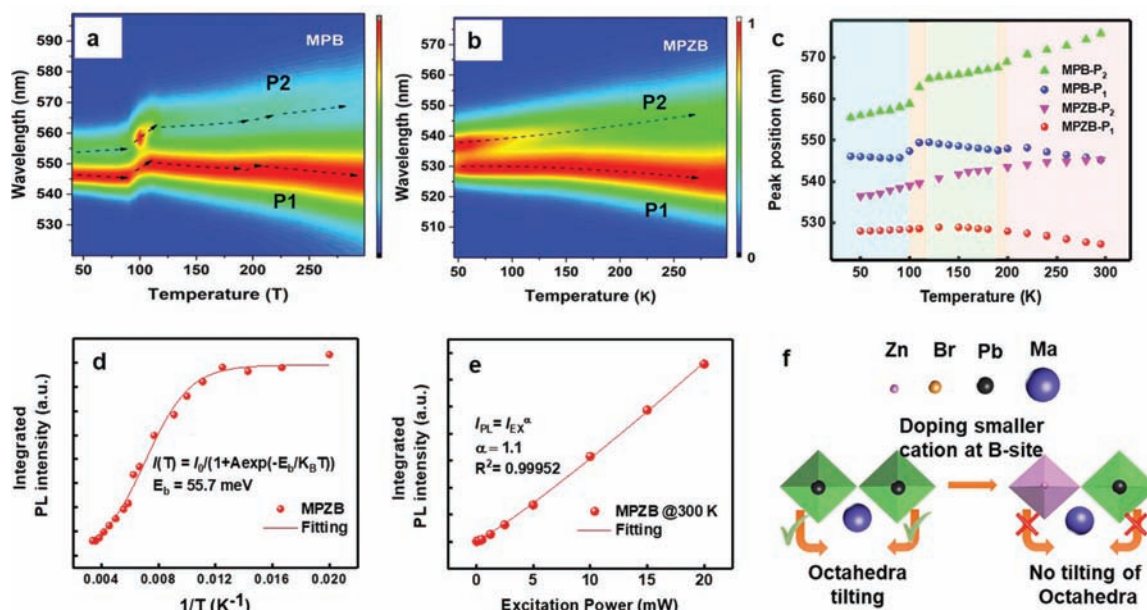 a
MPB
P2
P1
590
580
570
560
550
540
530
Wavelength (nm)
50
100
150
200
250
Temperature (T)
b
MPZB
P2
P1
570
560
550
540
530
520
Wavelength (nm)
50
100
150
200
250
Temperature (K)
1
0
c
MPB-P2
MPB-P1
MPZB-P2
MPZB-P1
570
560
550
540
530
Peak position (nm)
50
100
150
200
250
300
Temperature (K)
d
Integrated
PL intensity (a.u.)
I(T) = I0/(1+Aexp(-Eb/KBT))
Eb = 55.7 meV
MPZB
Fitting
0.004
0.008
0.012
0.016
0.020
1/T (K-1)
e
Integrated
PL intensity (a.u.)
IPL= IEXα
α = 1.1
R2= 0.99952
MPZB @300 K
Fitting
0
5
10
15
20
Excitation Power (mW)
f
Zn Br Pb Ma
Doping smaller
cation at B-site
Octahedra
tilting
No tilting of
Octahedra